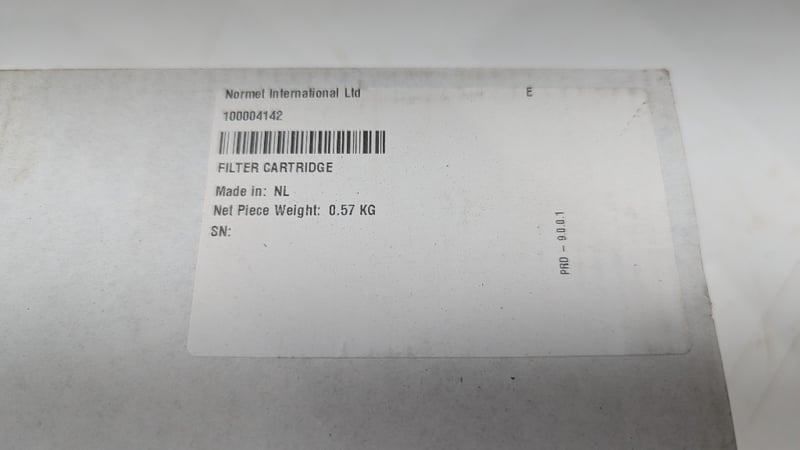 Normet International Ltd
E
100004142
FILTER CARTRIDGE
Made in: NL
Net Piece Weight: 0.57 KG
SN:
PRD - 9.0.0.1